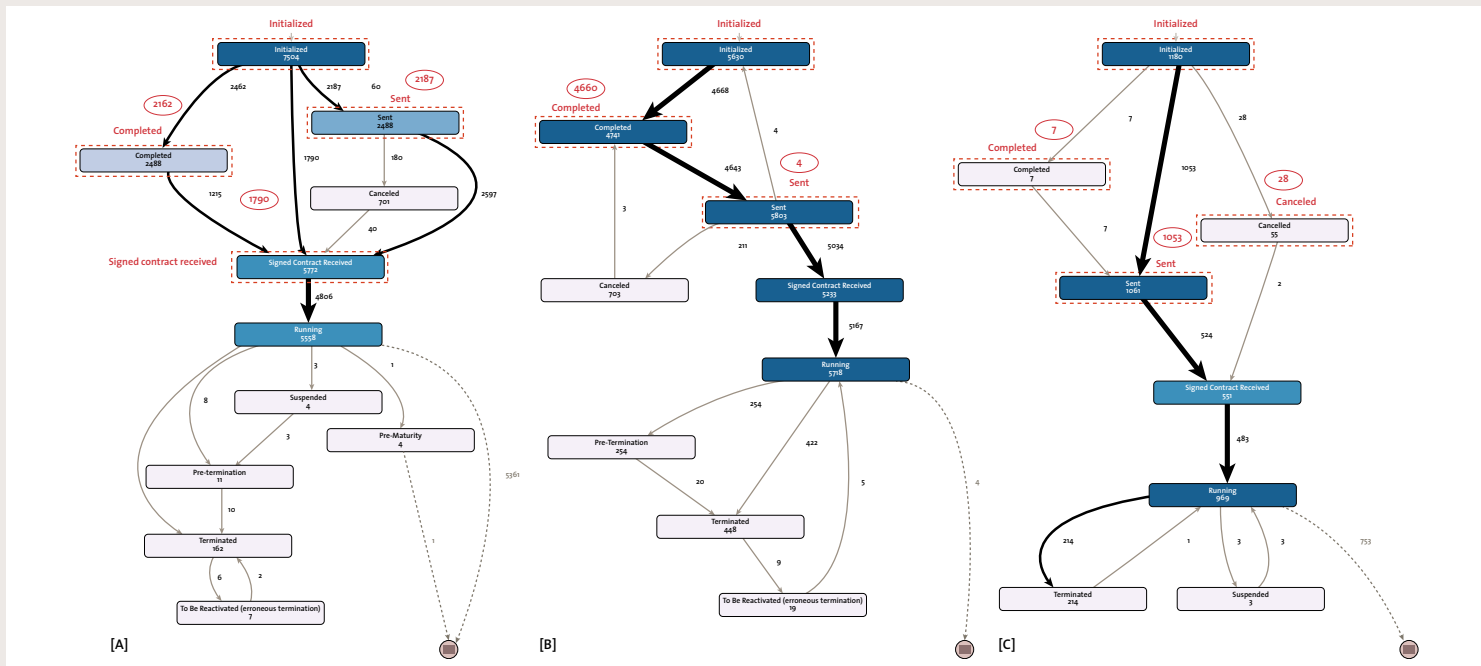 Initialized
Initialized
7504
2462
2187
60
2187
Sent
Sent
2488
2162
Completed
Completed
2488
1790
180
Canceled
701
2597
1215
1790
40
Signed contract received
Signed Contract Received
5772
4806
Running
5558
3
1
8
Suspended
4
3
Pre-Maturity
4
Pre-termination
11
5361
10
Terminated
162
1
6
2
To Be Reactivated (erroneous termination)
7
[A]
Initialized
Initialized
5630
4668
4660
Completed
Completed
4741
4
4643
4
Sent
Sent
5803
3
211
5034
Canceled
703
Signed Contract Received
5233
5167
Running
5718
254
422
Pre-Termination
254
20
5
4
Terminated
448
9
To Be Reactivated (erroneous termination)
19
[B]
Initialized
Initialized
1180
7
28
7
Completed
Completed
7
1053
28
Canceled
Cancelled
55
7
1053
Sent
Sent
1061
2
524
Signed Contract Received
551
483
Running
969
214
1
3
3
753
Terminated
214
Suspended
3
[C]